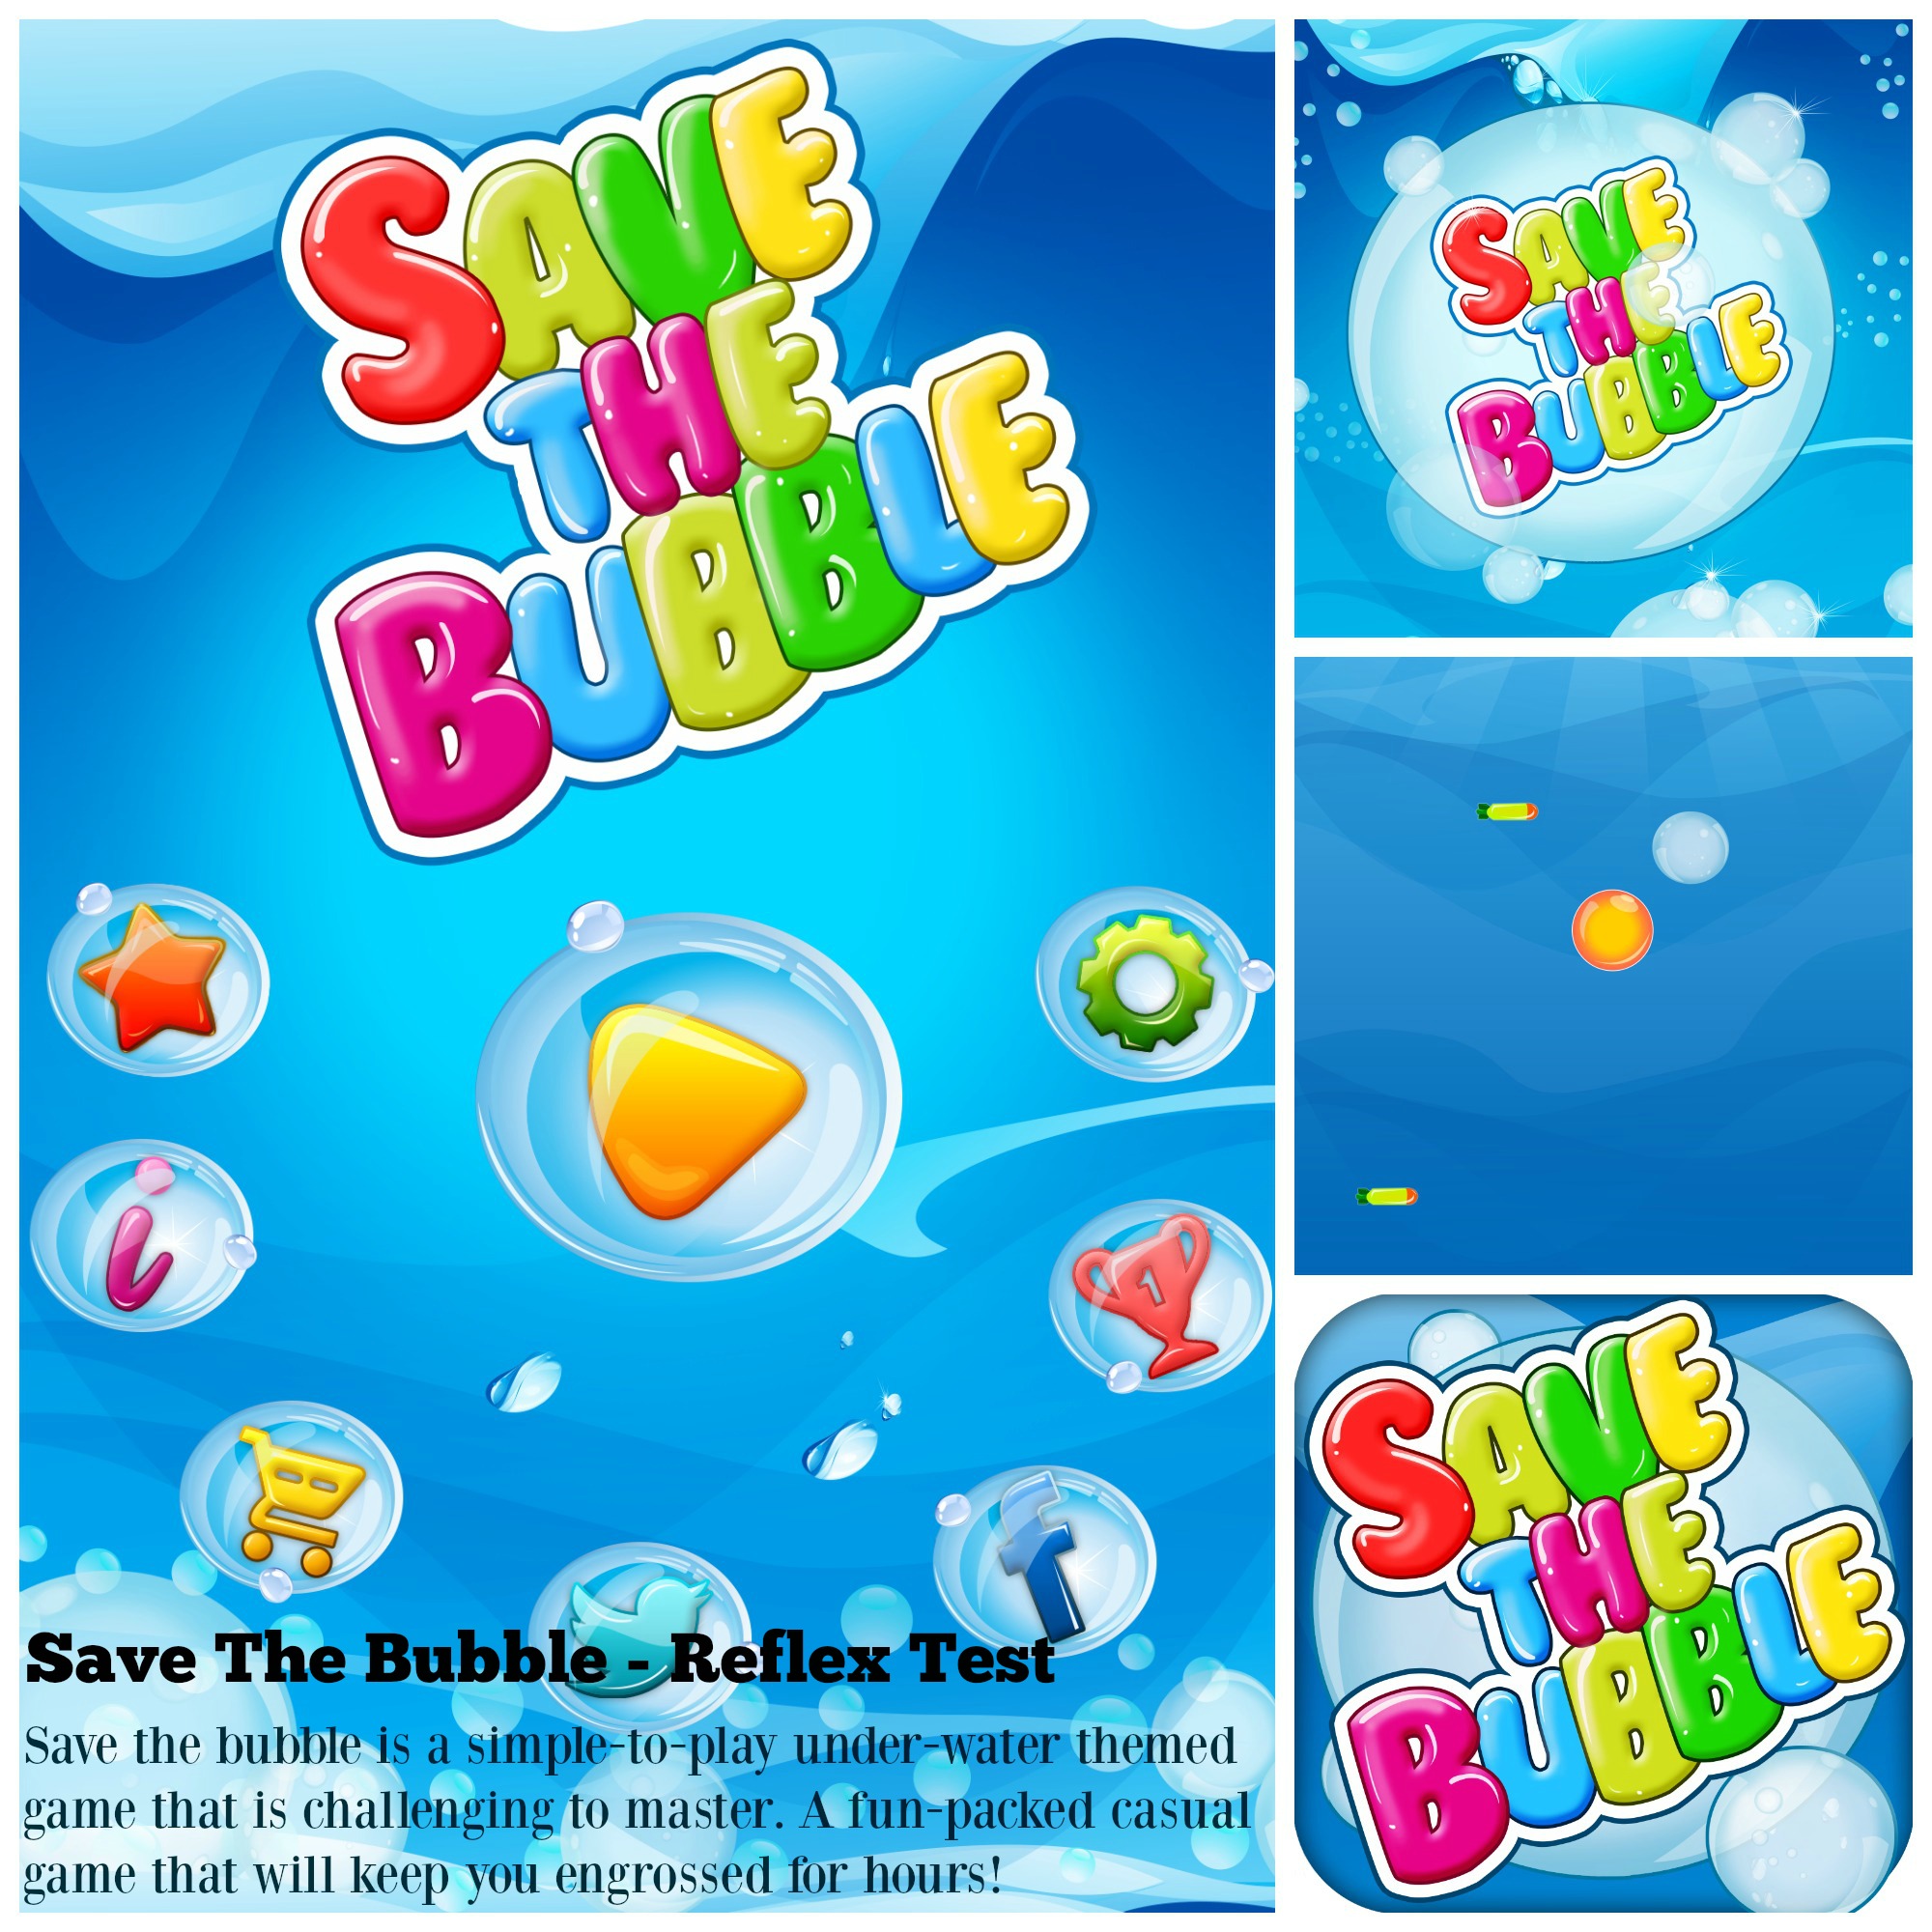 SAVE
THE
BUBBLE
i
1
f
Save The Bubble - Reflex Test
Save the bubble is a simple-to-play under-water themed
game that is challenging to master. A fun-packed casual
game that will keep you engrossed for hours!
SAVE
THE
BUBBLE
SAVE
THE
BUBBLE